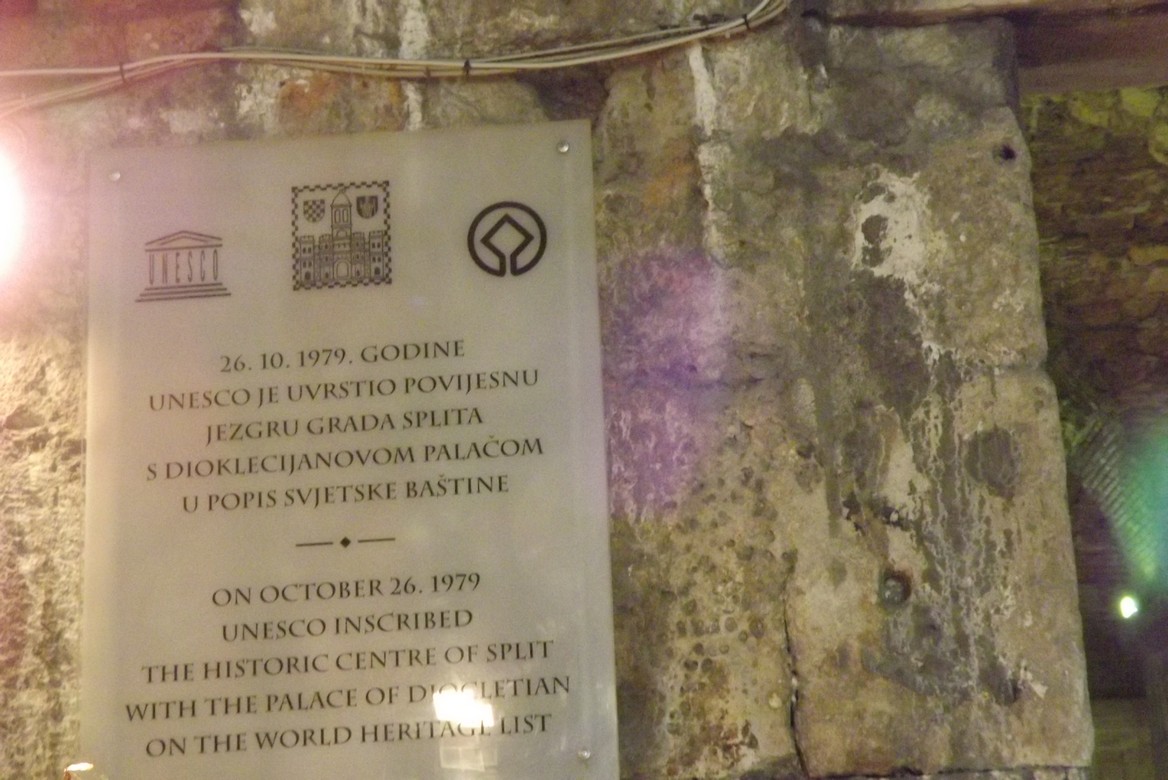 UNESCO
26. 10. 1979. GODINE
UNESCO JE UVRSTIO POVIJESNU
JEZGRU GRADA SPLITA
S DIOKLECIJANOVOM PALAČOM
U POPIS SVJETSKE BAŠTINE
ON OCTOBER 26. 1979
UNESCO INSCRIBED
THE HISTORIC CENTRE OF SPLIT
WITH THE PALACE OF DIOCLETIAN
ON THE WORLD HERITAGE LIST